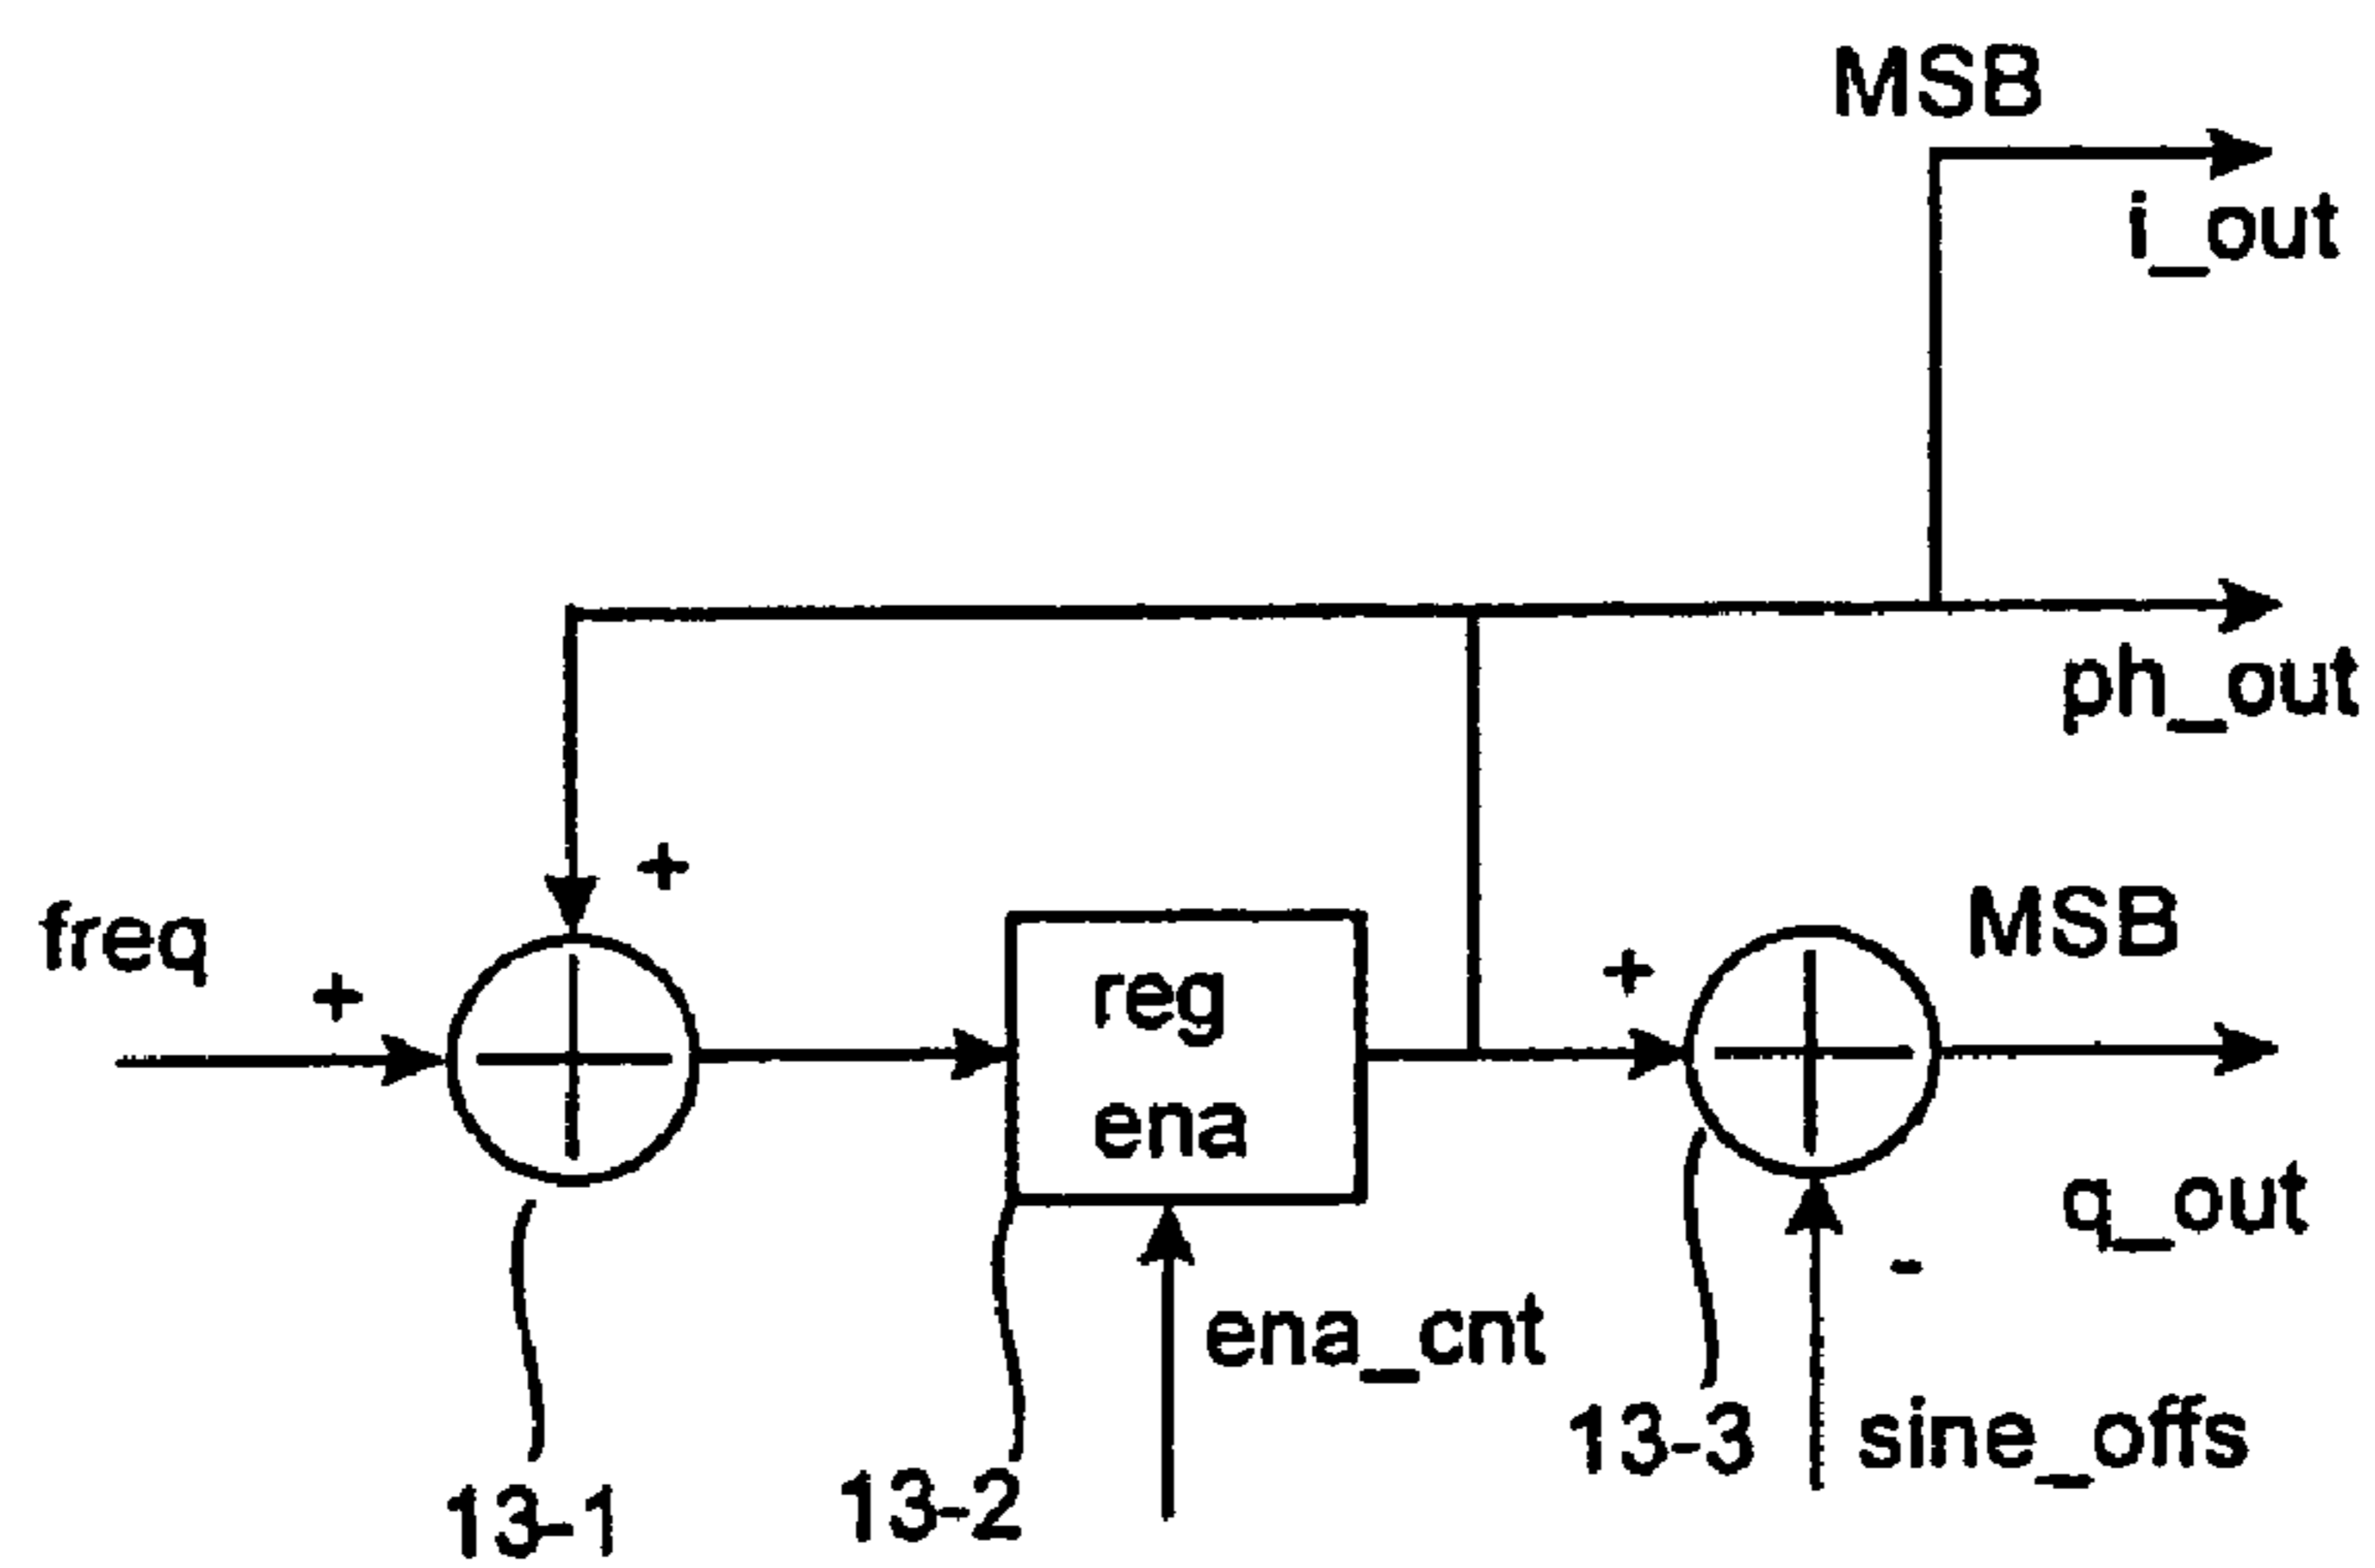 MSB
i_out
ph_out
+
freq
+
reg
ena
+
MSB
q_out
-
ena_cnt
sine_offs
13-1
13-2
13-3